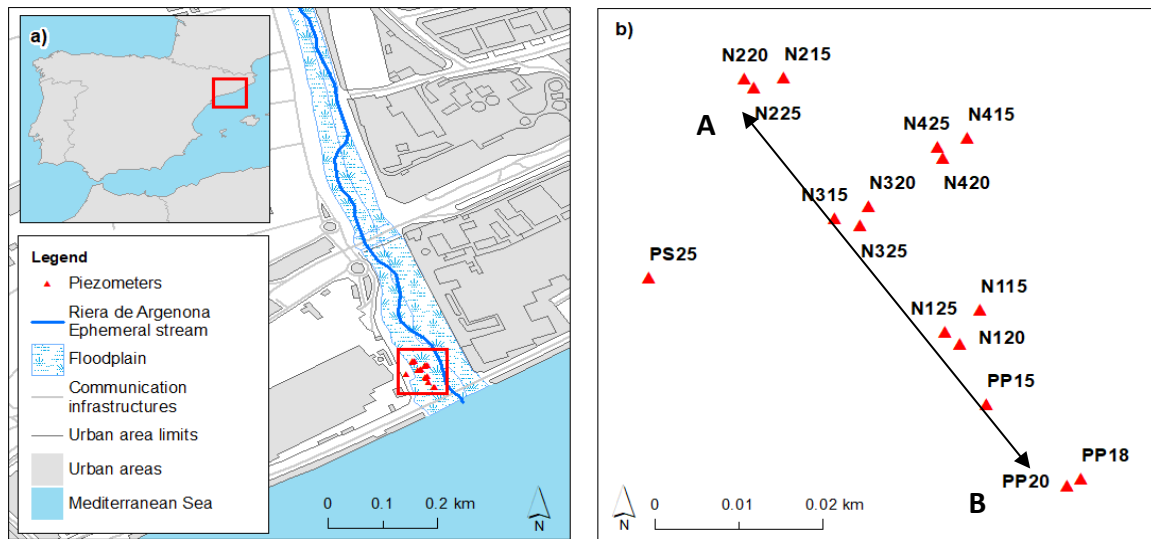 a)
Legend
Piezometers
Riera de Argenona
Ephemeral stream
Floodplain
Communication
infrastructures
Urban area limits
Urban areas
Mediterranean Sea
0 0.1 0.2 km
N
b)
N220 N215
N225
A
N425 N415
N420
N315 N320
N325
PS25
N115
N125
N120
PP15
PP18
PP20
B
0 0.01 0.02 km
N